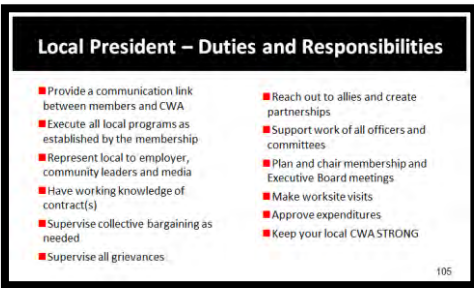 Local President – Duties and Responsibilities
Provide a communication link
between members and CWA
Execute all local programs as
established by the membership
Represent local to employer,
community leaders and media
Have working knowledge of
contract(s)
Supervise collective bargaining as
needed
Supervise all grievances
Reach out to allies and create
partnerships
Support work of all officers and
committees
Plan and chair membership and
Executive Board meetings
Make worksite visits
Approve expenditures
Keep your local CWA STRONG
105